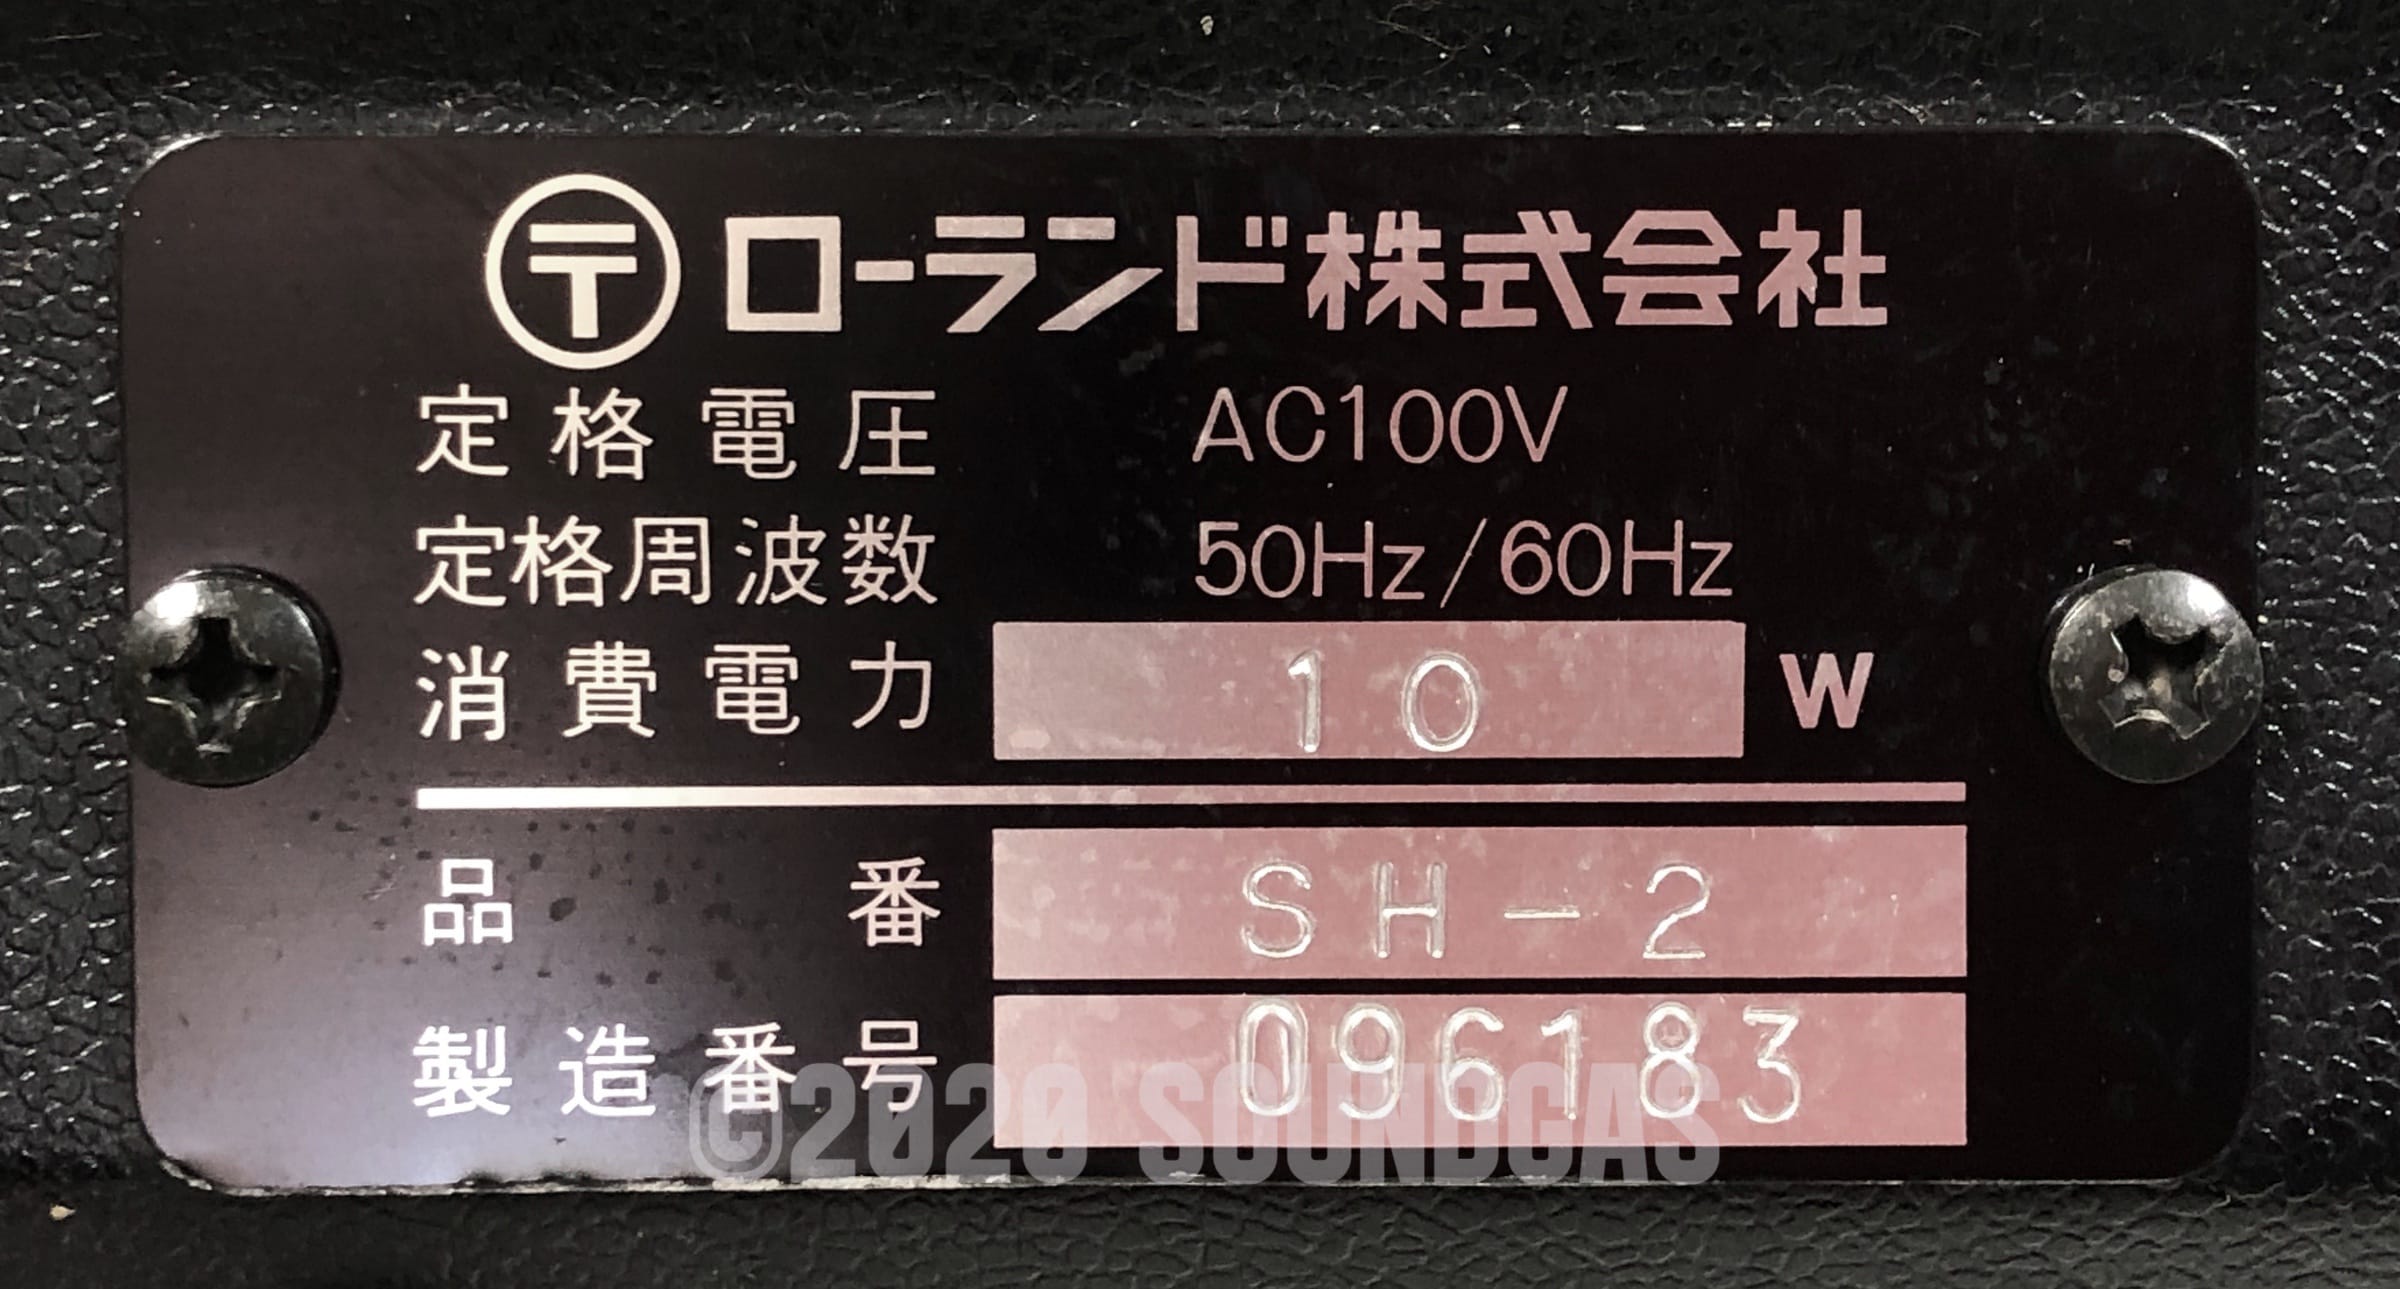 〶 ローランド株式会社
定格電圧 AC100V
定格周波数 50Hz/60Hz
消費電力 10 W
品番 SH-2
製造番号 096183
©2020 SOUNDGAS